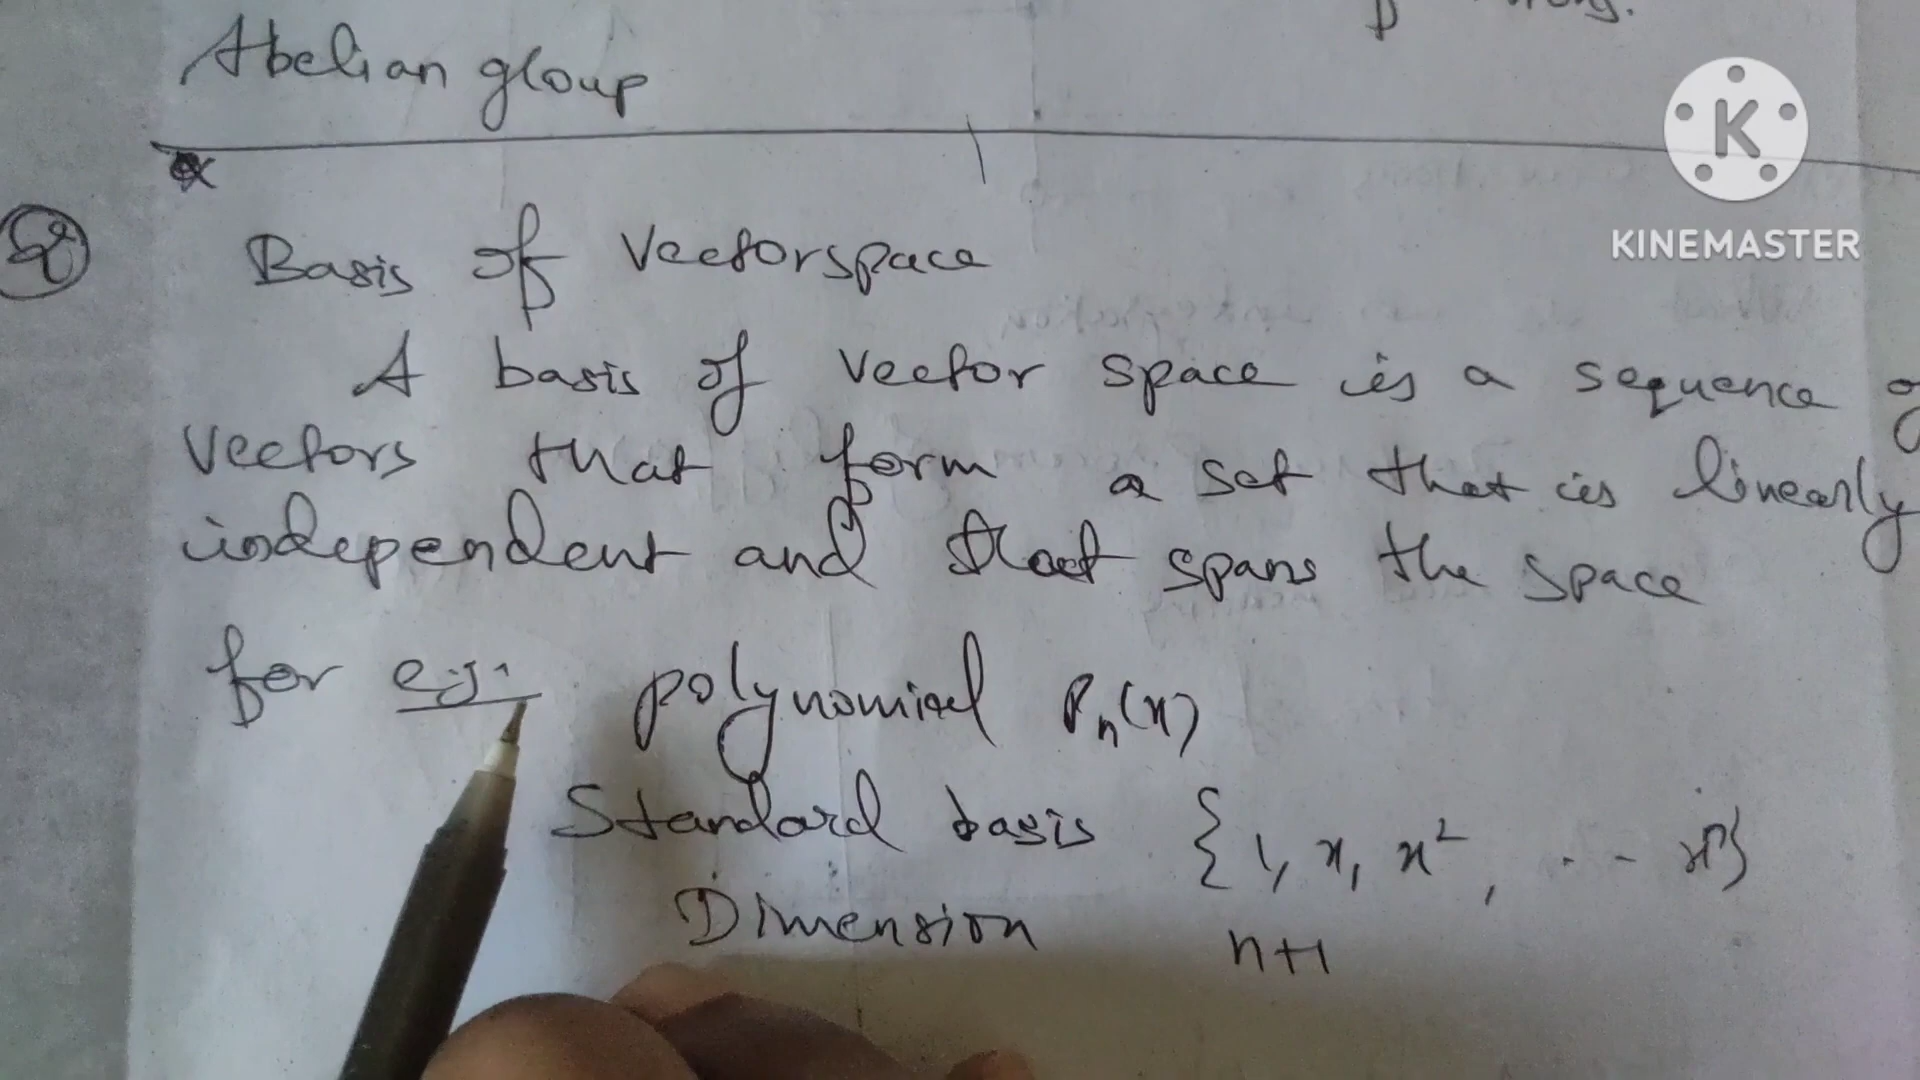 Abelian group
KINEMASTER
Basis of Vectorspace
A basis of vector space is a sequence
vectors that form a set that is linearly
independent and that spans the space
for e.g. polynomial Pn(x)
Standard basis {1, x, x², .. - xⁿ}
Dimension n+1